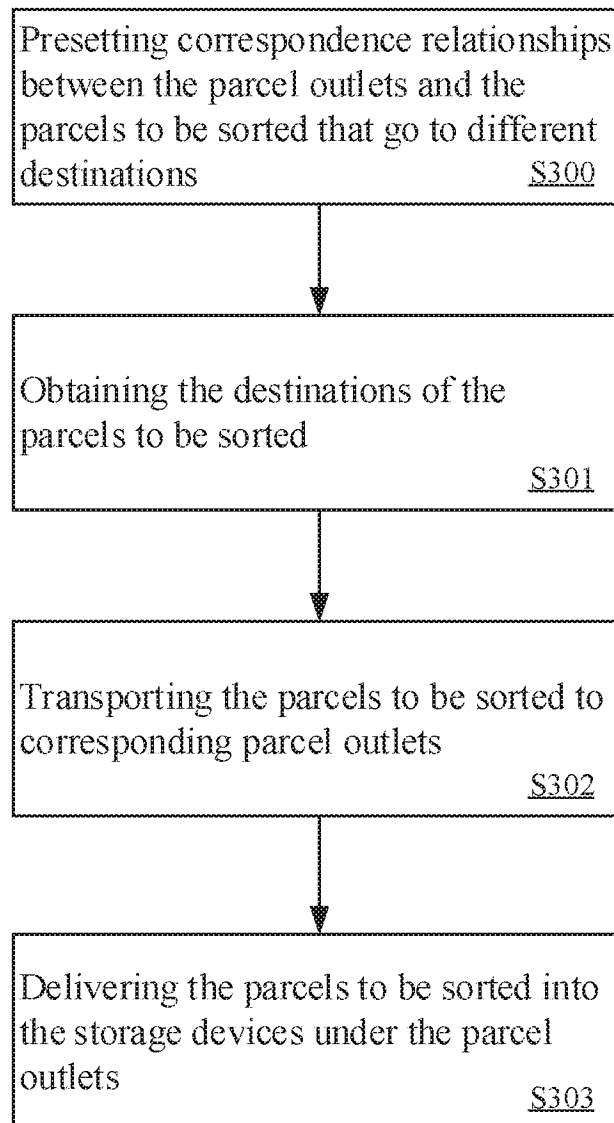 Presetting correspondence relationships
between the parcel outlets and the
parcels to be sorted that go to different
destinations
S300
Obtaining the destinations of the
parcels to be sorted
S301
Transporting the parcels to be sorted to
corresponding parcel outlets
S302
Delivering the parcels to be sorted into
the storage devices under the parcel
outlets
S303